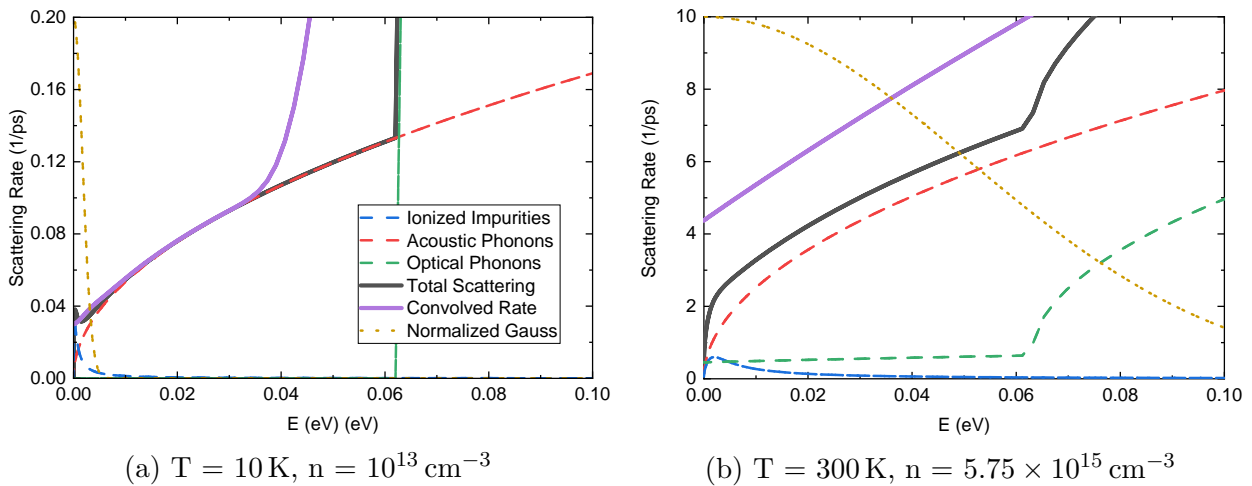 0.20
0.16
0.12
0.08
0.04
0.00
Scattering Rate (1/ps)
0.00 0.02 0.04 0.06 0.08 0.10
E (eV) (eV)
Ionized Impurities
Acoustic Phonons
Optical Phonons
Total Scattering
Convolved Rate
Normalized Gauss
(a) T = 10 K, n = 10¹³ cm⁻³
10
8
6
4
2
0
Scattering Rate (1/ps)
0.00 0.02 0.04 0.06 0.08 0.10
E (eV)
(b) T = 300 K, n = 5.75 × 10¹⁵ cm⁻³